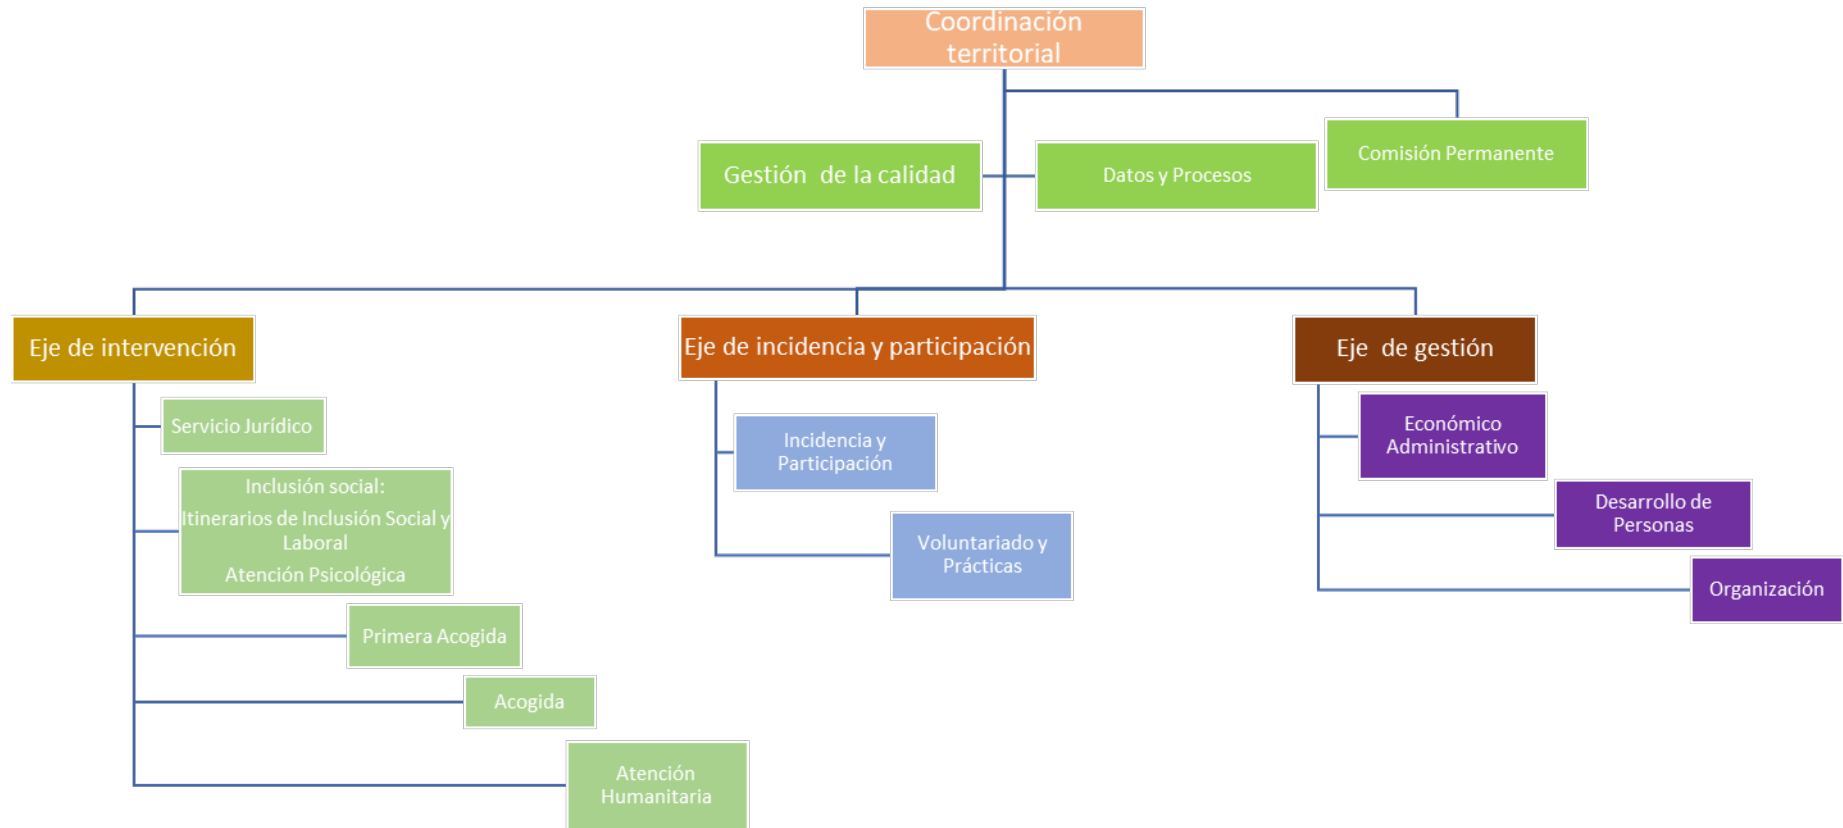 Coordinación
territorial
Comisión Permanente
Gestión  de la calidad
Datos y Procesos
Eje de intervención
Eje de incidencia y participación
Eje  de gestión
Servicio Jurídico
Inclusión social:
Itinerarios de Inclusión Social y
Laboral
Atención Psicológica
Primera Acogida
Acogida
Atención
Humanitaria
Incidencia y
Participación
Voluntariado y
Prácticas
Económico
Administrativo
Desarrollo de
Personas
Organización